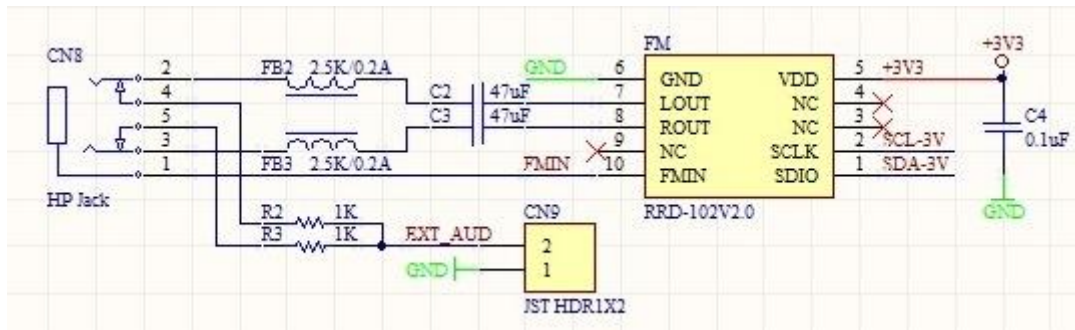 CN8
2
4
5
3
1
HP Jack
FB2 2.5K/0.2A
FB3 2.5K/0.2A
C2 47uF
C3 47uF
GND
FMIN
FM
6 GND VDD 5 +3V3
7 LOUT NC 4
8 ROUT NC 3
9 NC SCLK 2 SCL-3V
10 FMIN SDIO 1 SDA-3V
RRD-102V2.0
+3V3
C4
0.1uF
GND
R2 1K
R3 1K
EXT_AUD
GND
CN9
2
1
JST HDR1X2